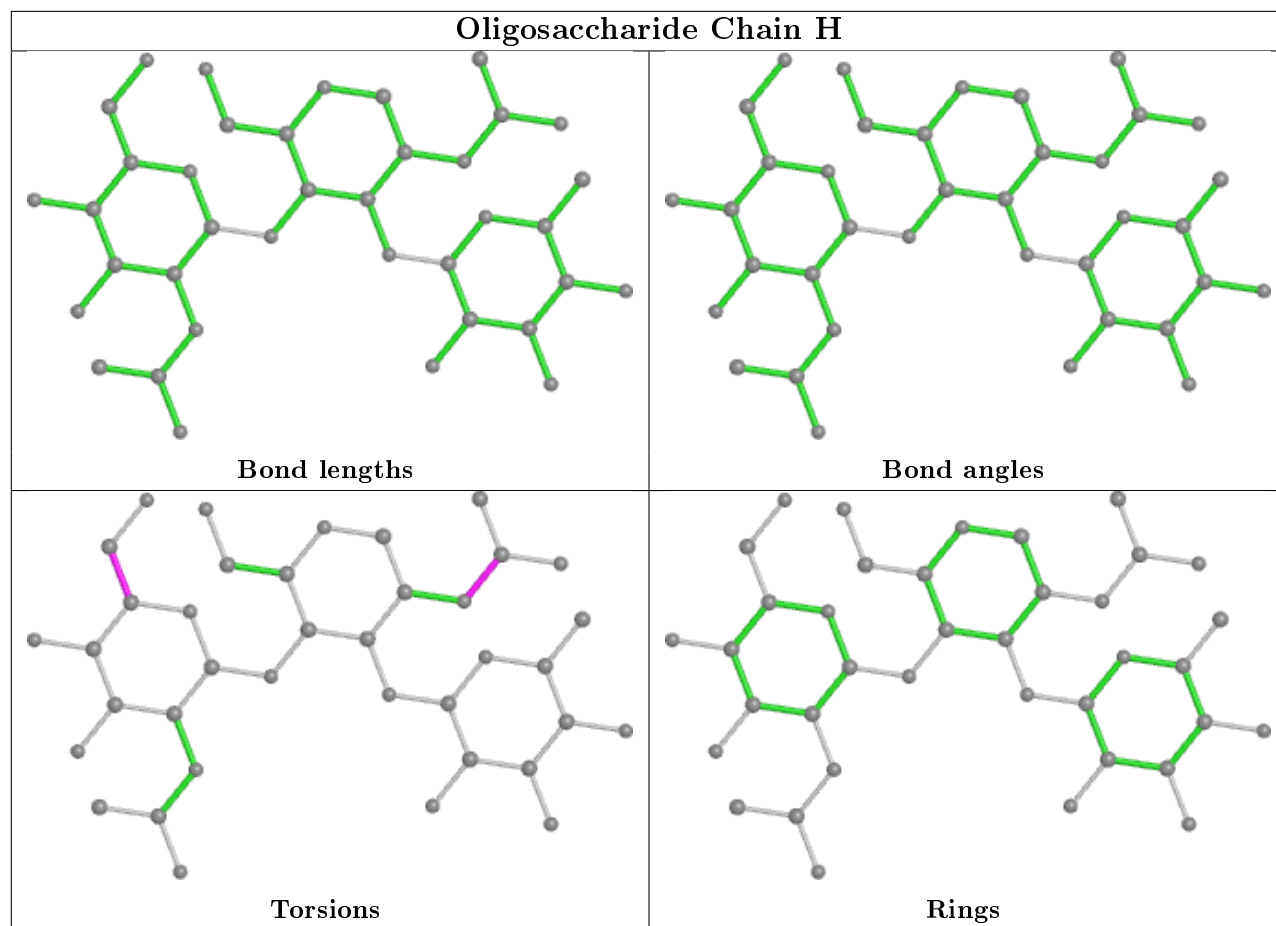 Oligosaccharide Chain H
Bond lengths
Bond angles
Torsions
Rings